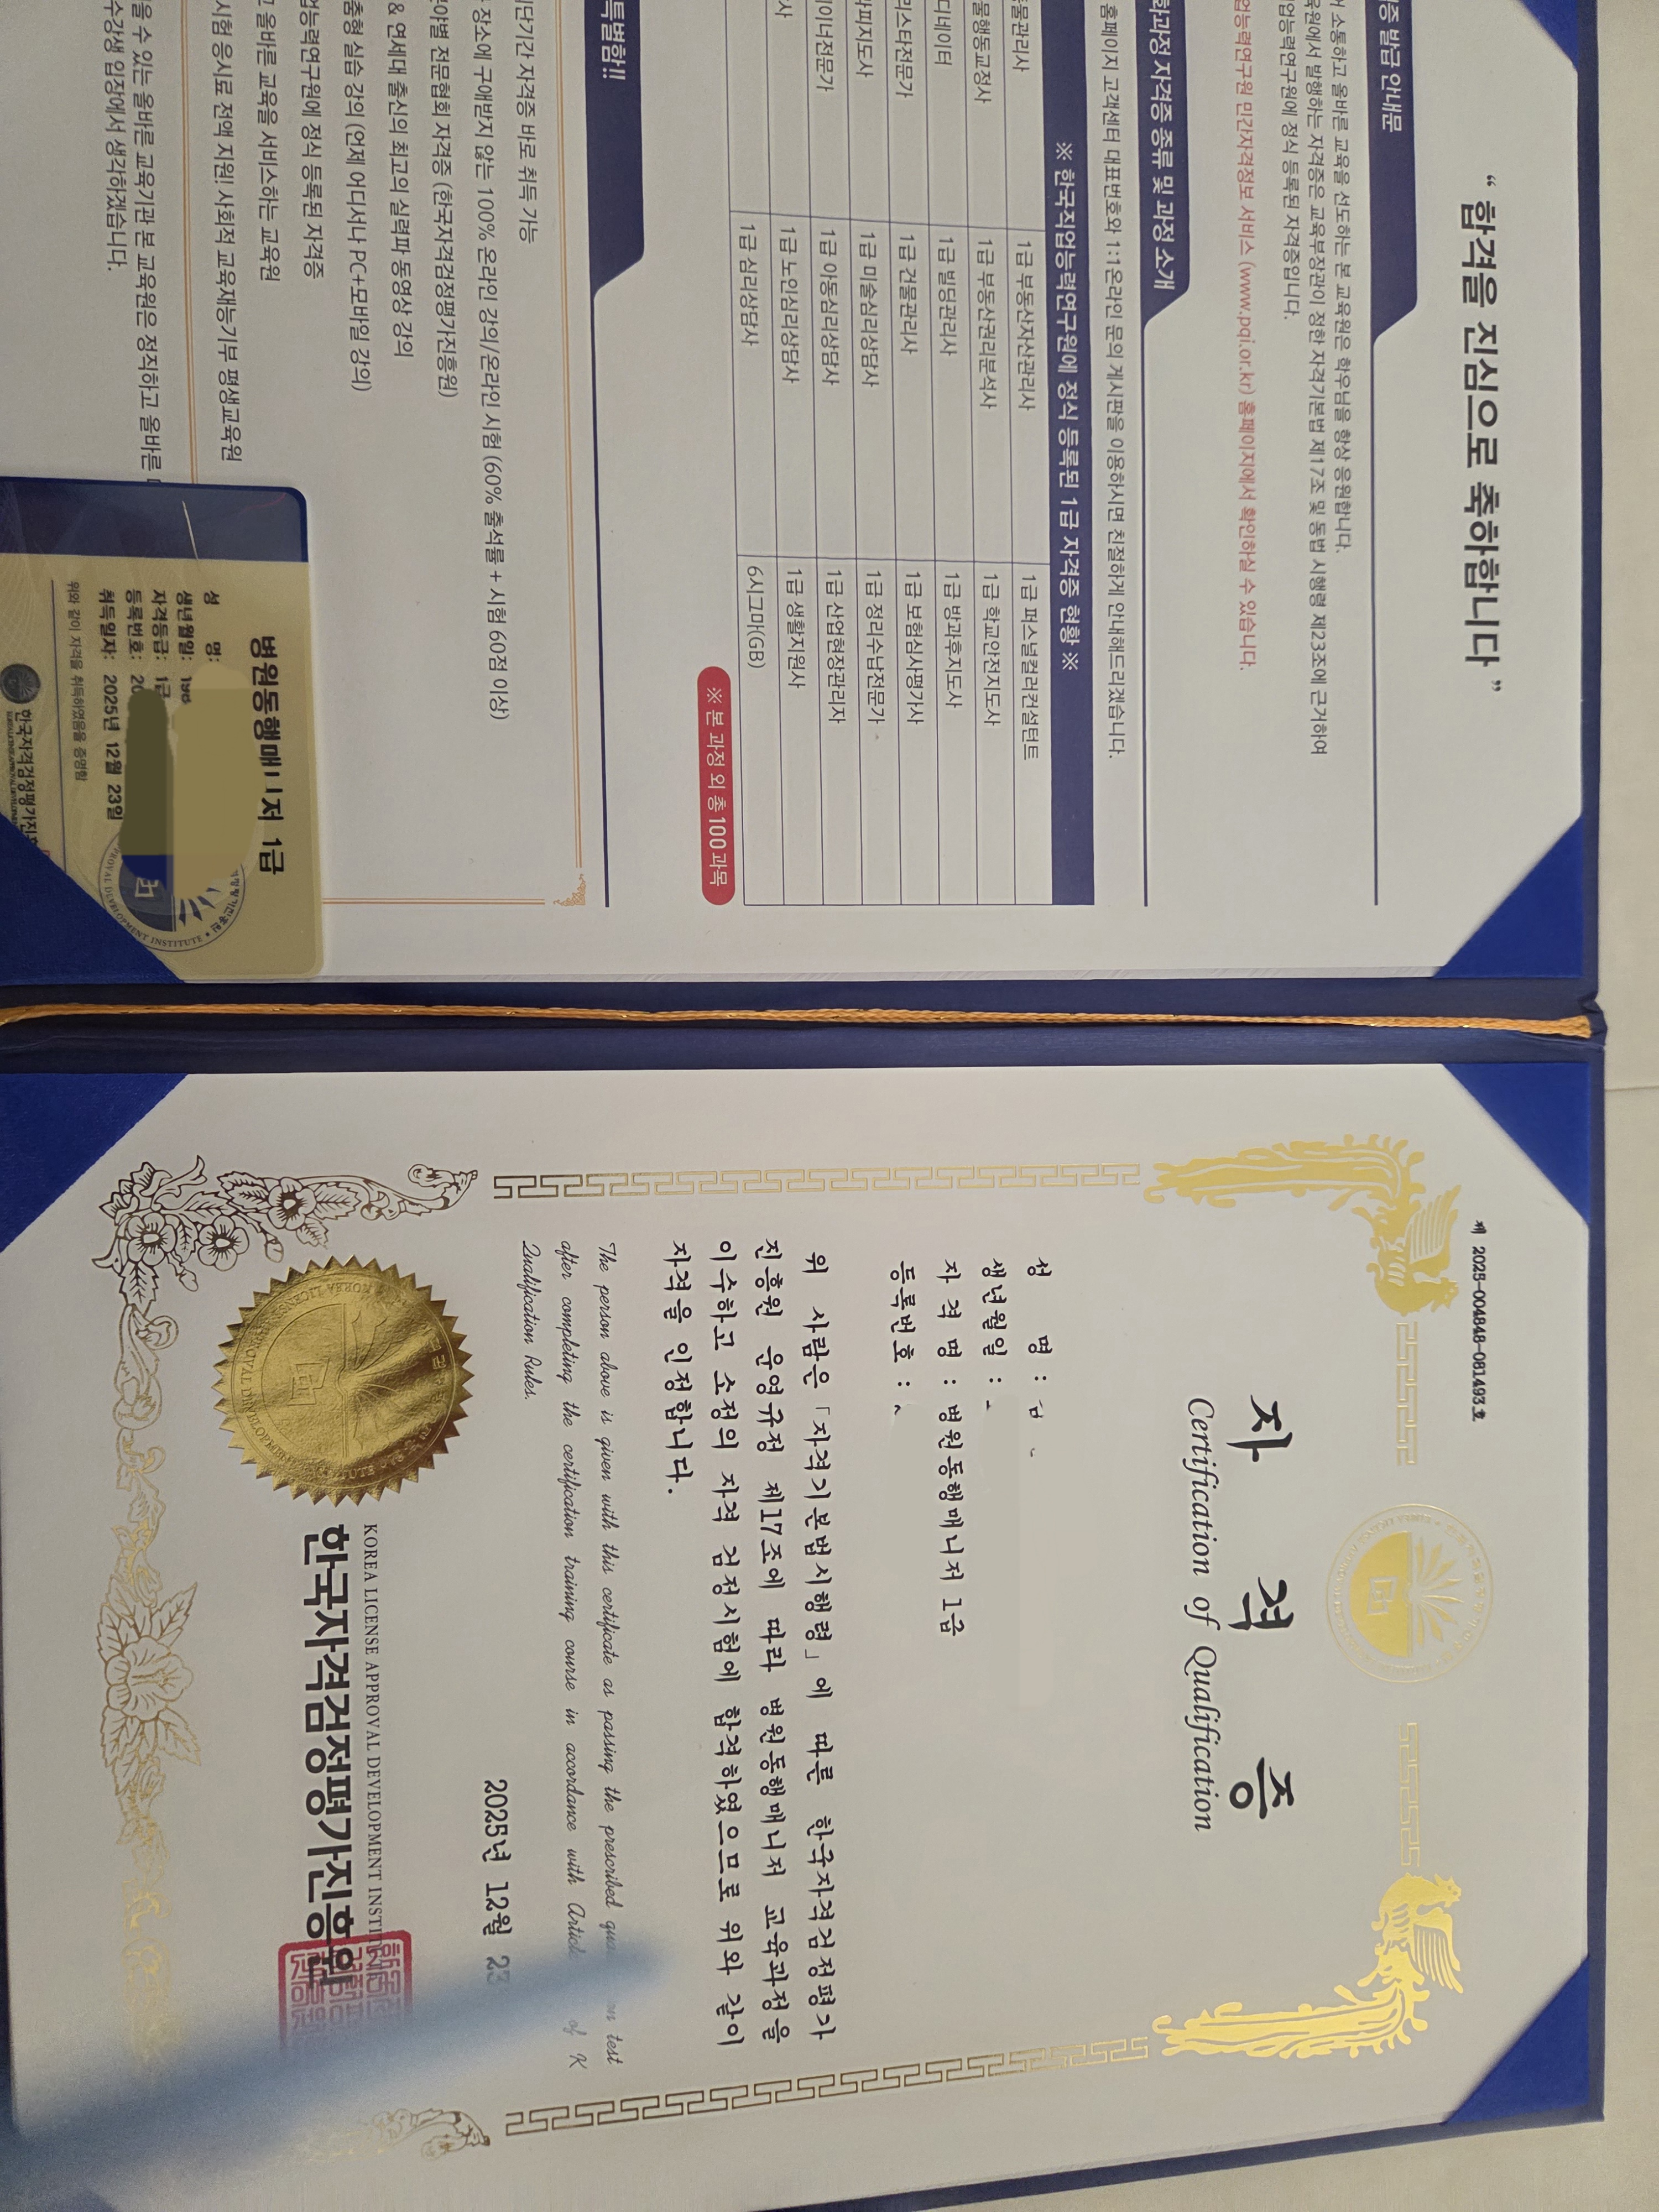 “ 합격을 진심으로 축하합니다 ”
증 발급 안내문
소통하고 올바른 교육을 선도하는 본 교육원은 학우님을 항상 응원합니다.
육원에서 발행하는 자격증은 교육부장관이 정한 자격기본법 제17조 및 동법 시행령 제23조에 근거하여
업능력연구원에 정식 등록된 자격증입니다.
업능력연구원 민간자격정보 서비스 (www.pqi.or.kr) 홈페이지에서 확인하실 수 있습니다.
화과정 자격증 종류 및 과정 소개
홈페이지 고객센터 대표번호와 1:1온라인 문의 게시판을 이용하시면 친절하게 안내해드리겠습니다.
※ 한국직업능력연구원에 정식 등록된 1급 자격증 현황 ※
물관리사 1급 부동산자산관리사 1급 퍼스널컬러컨설턴트
물행동교정사 1급 부동산권리분석사 1급 학교안전지도사
디네이터 1급 빌딩관리사 1급 방과후지도사
리스타전문가 1급 건물관리사 1급 보험심사평가사
라피지도사 1급 미술심리상담사 1급 정리수납전문가
이너전문가 1급 아동심리상담사 1급 산업현장관리자
사 1급 노인심리상담사 1급 생활지원사
1급 심리상담사 6시그마(GB)
※ 본 과정 외 총 100과목
특별함!!
단기간 자격증 바로 취득 가능
장소에 구애받지 않는 100% 온라인 강의/온라인 시험 (60% 출석률 + 시험 60점 이상)
야별 전문협회 자격증 (한국자격검정평가진흥원)
& 연세대 출신의 최고의 실력파 동영상 강의
춤형 실습 강의 (언제 어디서나 PC+모바일 강의)
업능력연구원에 정식 등록된 자격증
고 올바른 교육을 서비스하는 교육원
시험 응시료 전액 지원! 사회적 교육재능기부 평생교육원
을 수 있는 올바른 교육기관 본 교육원은 정직하고 올바른
수강생 입장에서 생각하겠습니다.
병원동행매니저 1급
성 명:
생년월일: 198
자격등급: 1급
등록번호: 20
취득일자: 2025년 12월 23일
위와 같이 자격을 취득하였음을 증명함
한국자격검정평가진
제 2025-004848-081493호
자 격 증
Certification of Qualification
성 명 :
생년월일 :
자 격 명 : 병원동행매니저 1급
등록번호 :
위 사람은 「자격기본법시행령」에 따른 한국자격검정평가
진흥원 운영규정 제17조에 따라 병원동행매니저 교육과정을
이수하고 소정의 자격 검정시험에 합격하였으므로 위와 같이
자격을 인정합니다.
The person above is given with this certificate as passing the prescribed test
after completing the certification training course in accordance with of K
Qualification Rules.
2025년 12월 23
KOREA LICENSE APPROVAL DEVELOPMENT INSTITU
한국자격검정평가진흥원